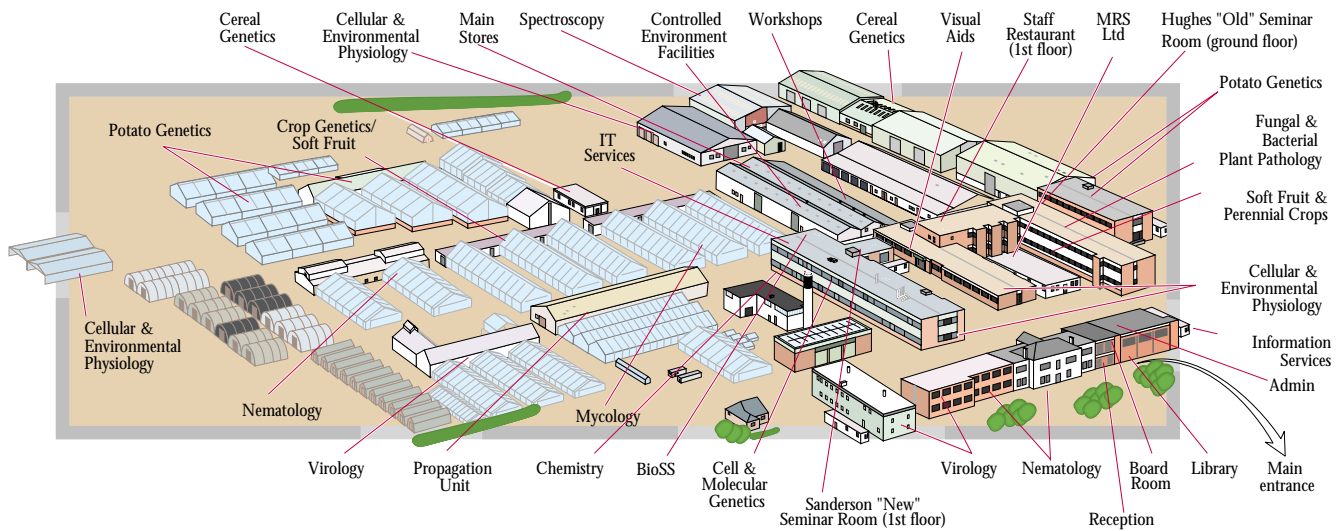 Cereal
Genetics
Cellular &
Environmental
Physiology
Main
Stores
Spectroscopy
Controlled
Environment
Facilities
Workshops
Cereal
Genetics
Visual
Aids
Staff
Restaurant
(1st floor)
MRS
Ltd
Hughes "Old" Seminar
Room (ground floor)
Potato Genetics
Crop Genetics/
Soft Fruit
IT
Services
Potato Genetics
Fungal &
Bacterial
Plant Pathology
Soft Fruit &
Perennial Crops
Cellular &
Environmental
Physiology
Cellular &
Environmental
Physiology
Information
Services
Admin
Nematology
Mycology
Virology
Propagation
Unit
Chemistry
BioSS
Cell &
Molecular
Genetics
Sanderson "New"
Seminar Room (1st floor)
Virology
Nematology
Board
Room
Reception
Library
Main
entrance